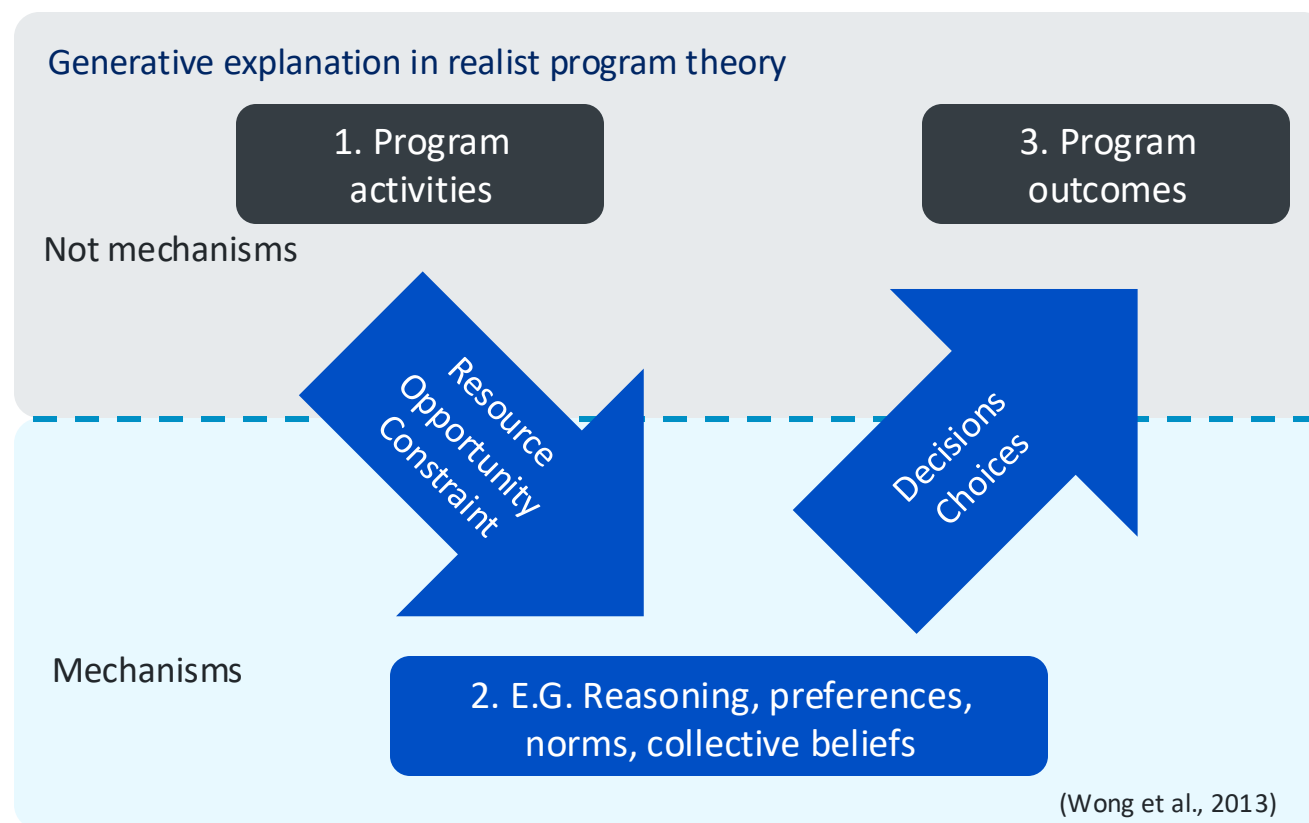 Generative explanation in realist program theory
1. Program
activities
3. Program
outcomes
Not mechanisms
Resource
Opportunity
Constraint
Decisions
Choices
Mechanisms
2. E.G. Reasoning, preferences,
norms, collective beliefs
(Wong et al., 2013)